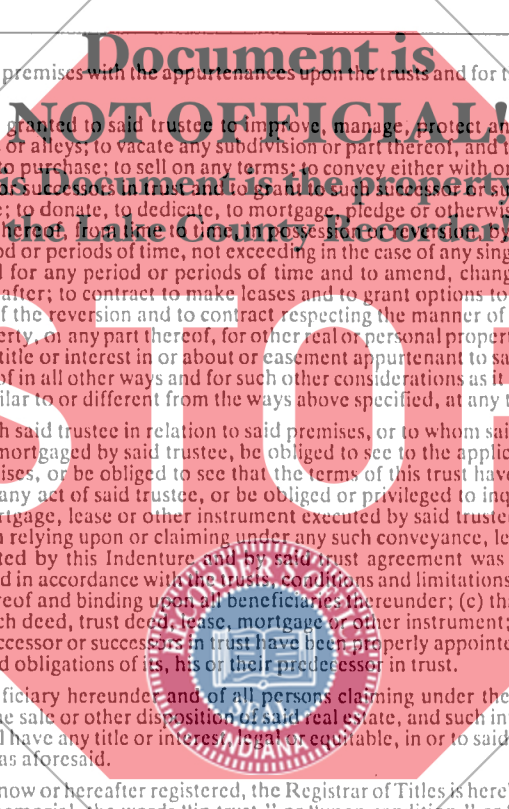 Document is
premises with the appurtenances upon the trusts and for t
NOT OFFICIAL!
granted to said trustee to improve, manage, protect an
or alleys; to vacate any subdivision or part thereof, and t
to purchase; to sell on any terms; to convey either with or
is Document is the property
or successors in trust and to grant to such successor or su
e; to donate, to dedicate, to mortgage, pledge or otherwis
the Lake County Recorder
hereof, from time to time, in possession or reversion, by
od or periods of time, not exceeding in the case of any sing
d for any period or periods of time and to amend, chang
after; to contract to make leases and to grant options to
f the reversion and to contract respecting the manner of
erty, or any part thereof, for other real or personal propert
title or interest in or about or easement appurtenant to sa
of in all other ways and for such other considerations as it
ilar to or different from the ways above specified, at any t
STOP
h said trustee in relation to said premises, or to whom sai
mortgaged by said trustee, be obliged to see to the applic
ises, or be obliged to see that the terms of this trust have
any act of said trustee, or be obliged or privileged to inq
rtgage, lease or other instrument executed by said trustee
n relying upon or claiming under any such conveyance, le
ted by this Indenture and by said trust agreement was
d in accordance with the trusts, conditions and limitations
reof and binding upon all beneficiaries thereunder; (c) tha
ch deed, trust deed, lease, mortgage or other instrument;
ccessor or successors in trust have been properly appointe
d obligations of its, his or their predecessor in trust.
RECORDER
SEAL
INDIANA
ficiary hereunder and of all persons claiming under the
he sale or other disposition of said real estate, and such in
l have any title or interest, legal or equitable, in or to said
as aforesaid.
now or hereafter registered, the Registrar of Titles is here